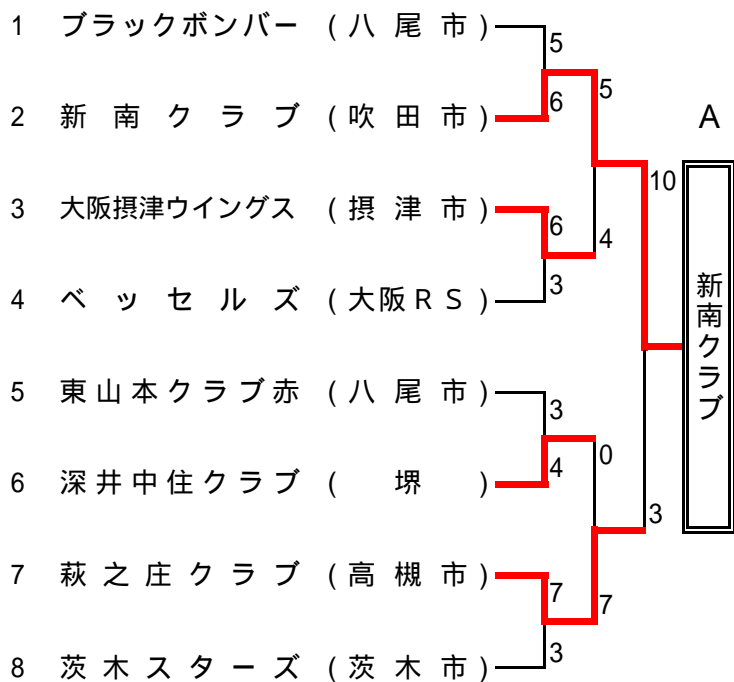 1 ブラックボンバー (八尾市) 5
2 新南クラブ (吹田市) 6 5 A
3 大阪摂津ウイングス (摂津市) 6 4 10
4 ベッセルズ (大阪RS) 3
新南クラブ
5 東山本クラブ赤 (八尾市) 3
6 深井中住クラブ (堺) 4 0
7 萩之庄クラブ (高槻市) 7 7 3
8 茨木スターズ (茨木市) 3